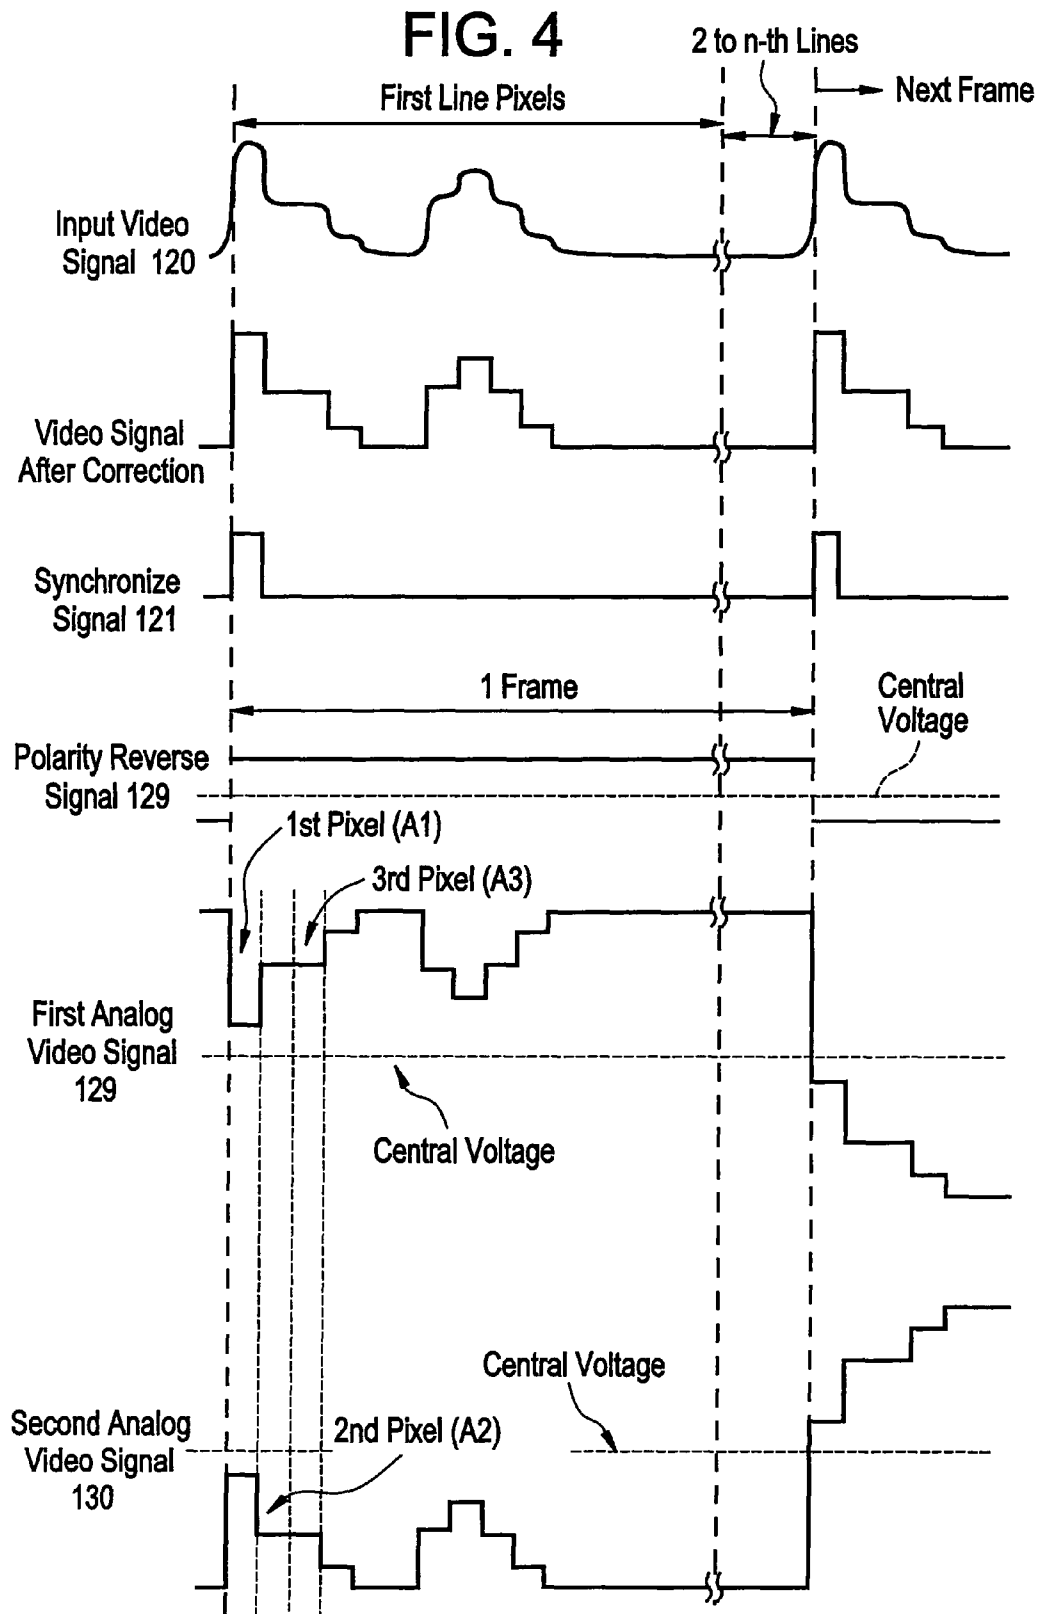 FIG. 4
2 to n-th Lines
First Line Pixels
Next Frame
Input Video
Signal 120
Video Signal
After Correction
Synchronize
Signal 121
1 Frame
Central
Voltage
Polarity Reverse
Signal 129
1st Pixel (A1)
3rd Pixel (A3)
First Analog
Video Signal
129
Central Voltage
Central Voltage
Second Analog
Video Signal
130
2nd Pixel (A2)